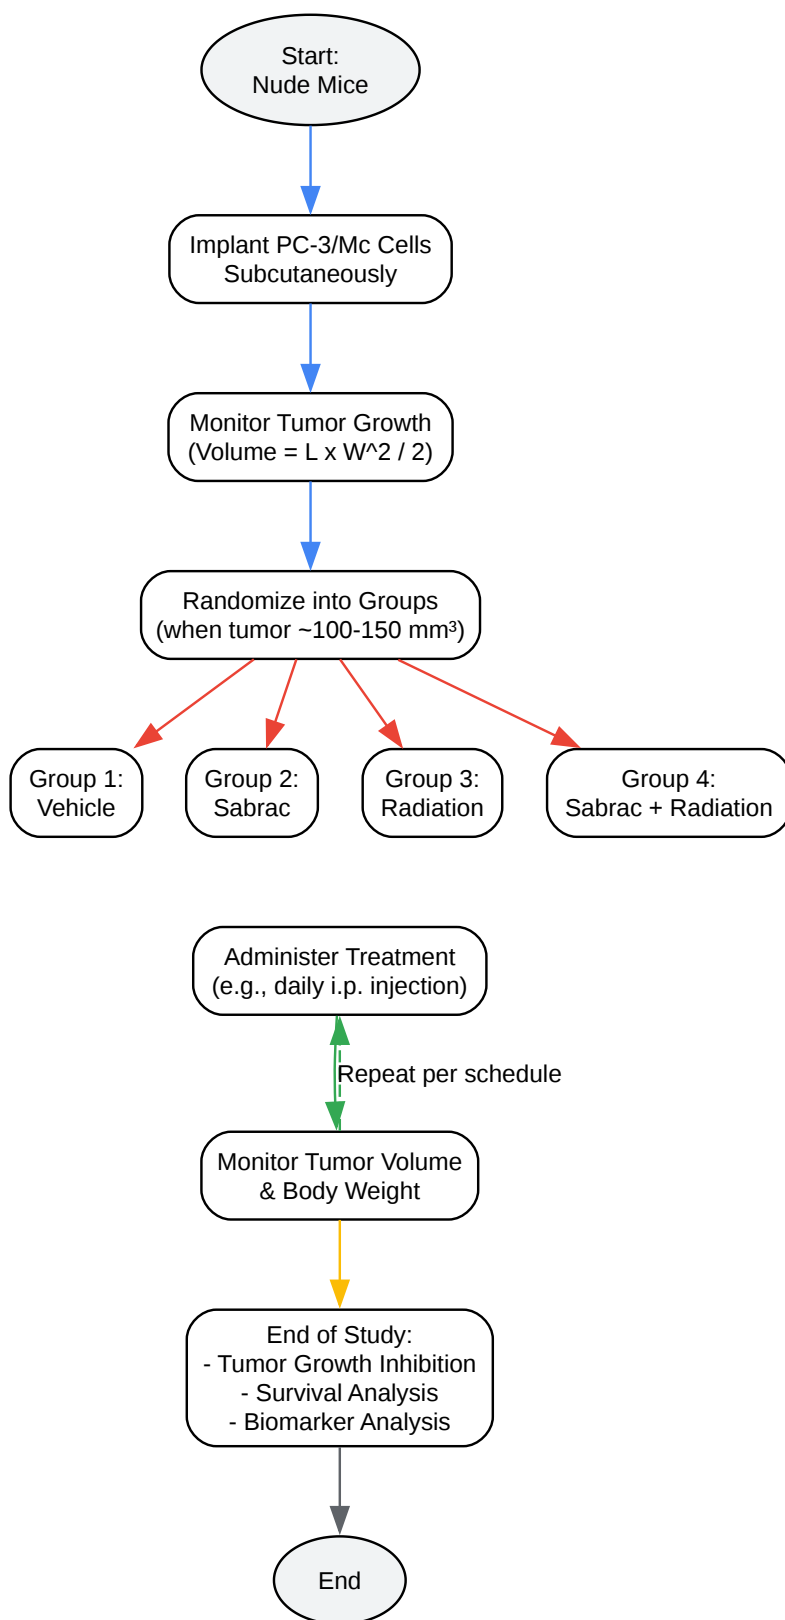 Start:
Nude Mice
Implant PC-3/Mc Cells
Subcutaneously
Monitor Tumor Growth
(Volume = L x W^2 / 2)
Randomize into Groups
(when tumor ~100-150 mm³)
Group 1:
Vehicle
Group 2:
Sabrac
Group 3:
Radiation
Group 4:
Sabrac + Radiation
Administer Treatment
(e.g., daily i.p. injection)
Repeat per schedule
Monitor Tumor Volume
& Body Weight
End of Study:
- Tumor Growth Inhibition
- Survival Analysis
- Biomarker Analysis
End